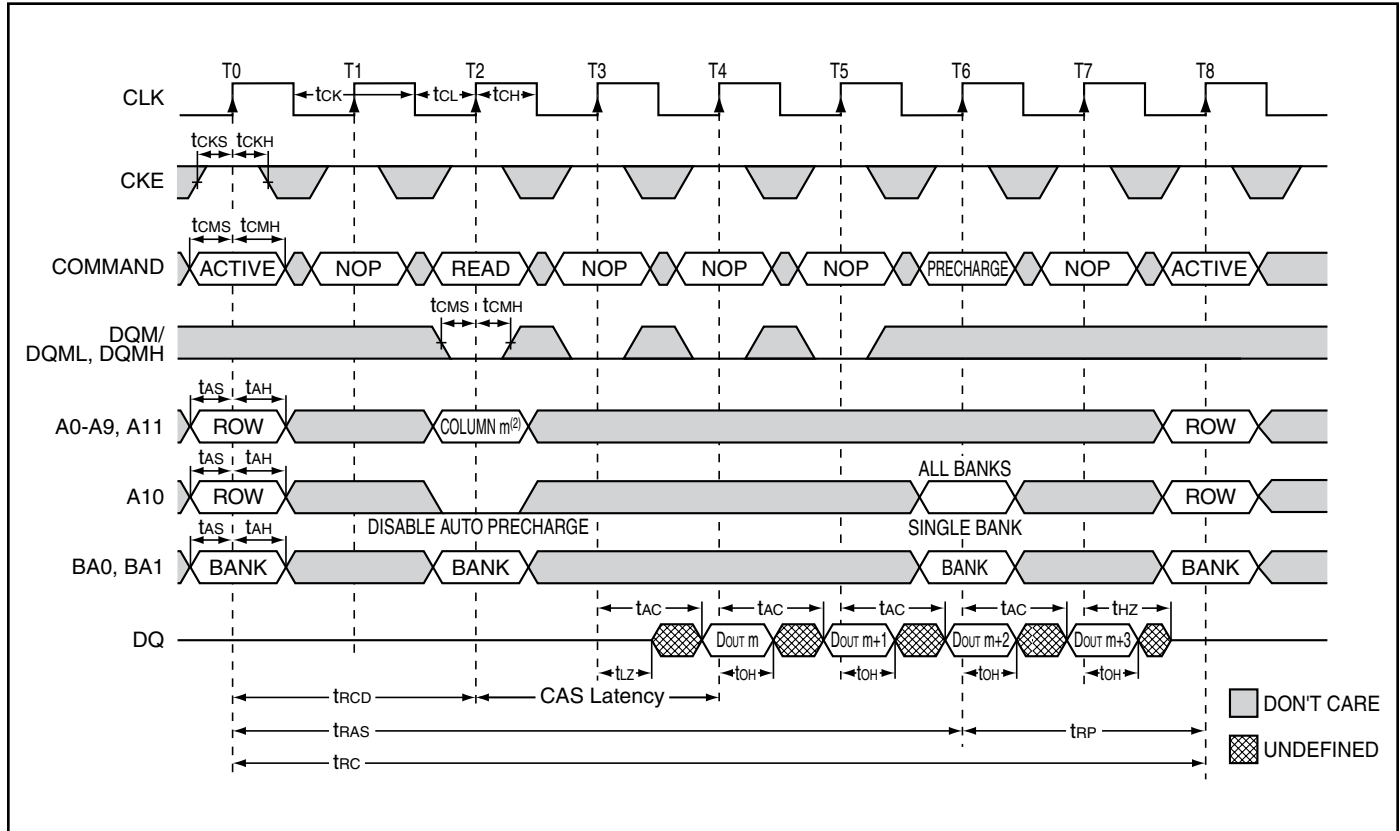 T0 T1 T2 T3 T4 T5 T6 T7 T8
CLK tCK tCL tCH
tCKS tCKH
CKE
tCMS tCMH
COMMAND ACTIVE NOP READ NOP NOP NOP PRECHARGE NOP ACTIVE
tCMS tCMH
DQM/
DQML, DQMH
tAS tAH
A0-A9, A11 ROW COLUMN m(2) ROW
tAS tAH ALL BANKS
A10 ROW ROW
tAS tAH DISABLE AUTO PRECHARGE SINGLE BANK
BA0, BA1 BANK BANK BANK BANK
tAC tAC tAC tAC tHZ
DQ DOUT m DOUT m+1 DOUT m+2 DOUT m+3
tLZ tOH tOH tOH tOH
tRCD CAS Latency
DON'T CARE
tRAS tRP
UNDEFINED
tRC